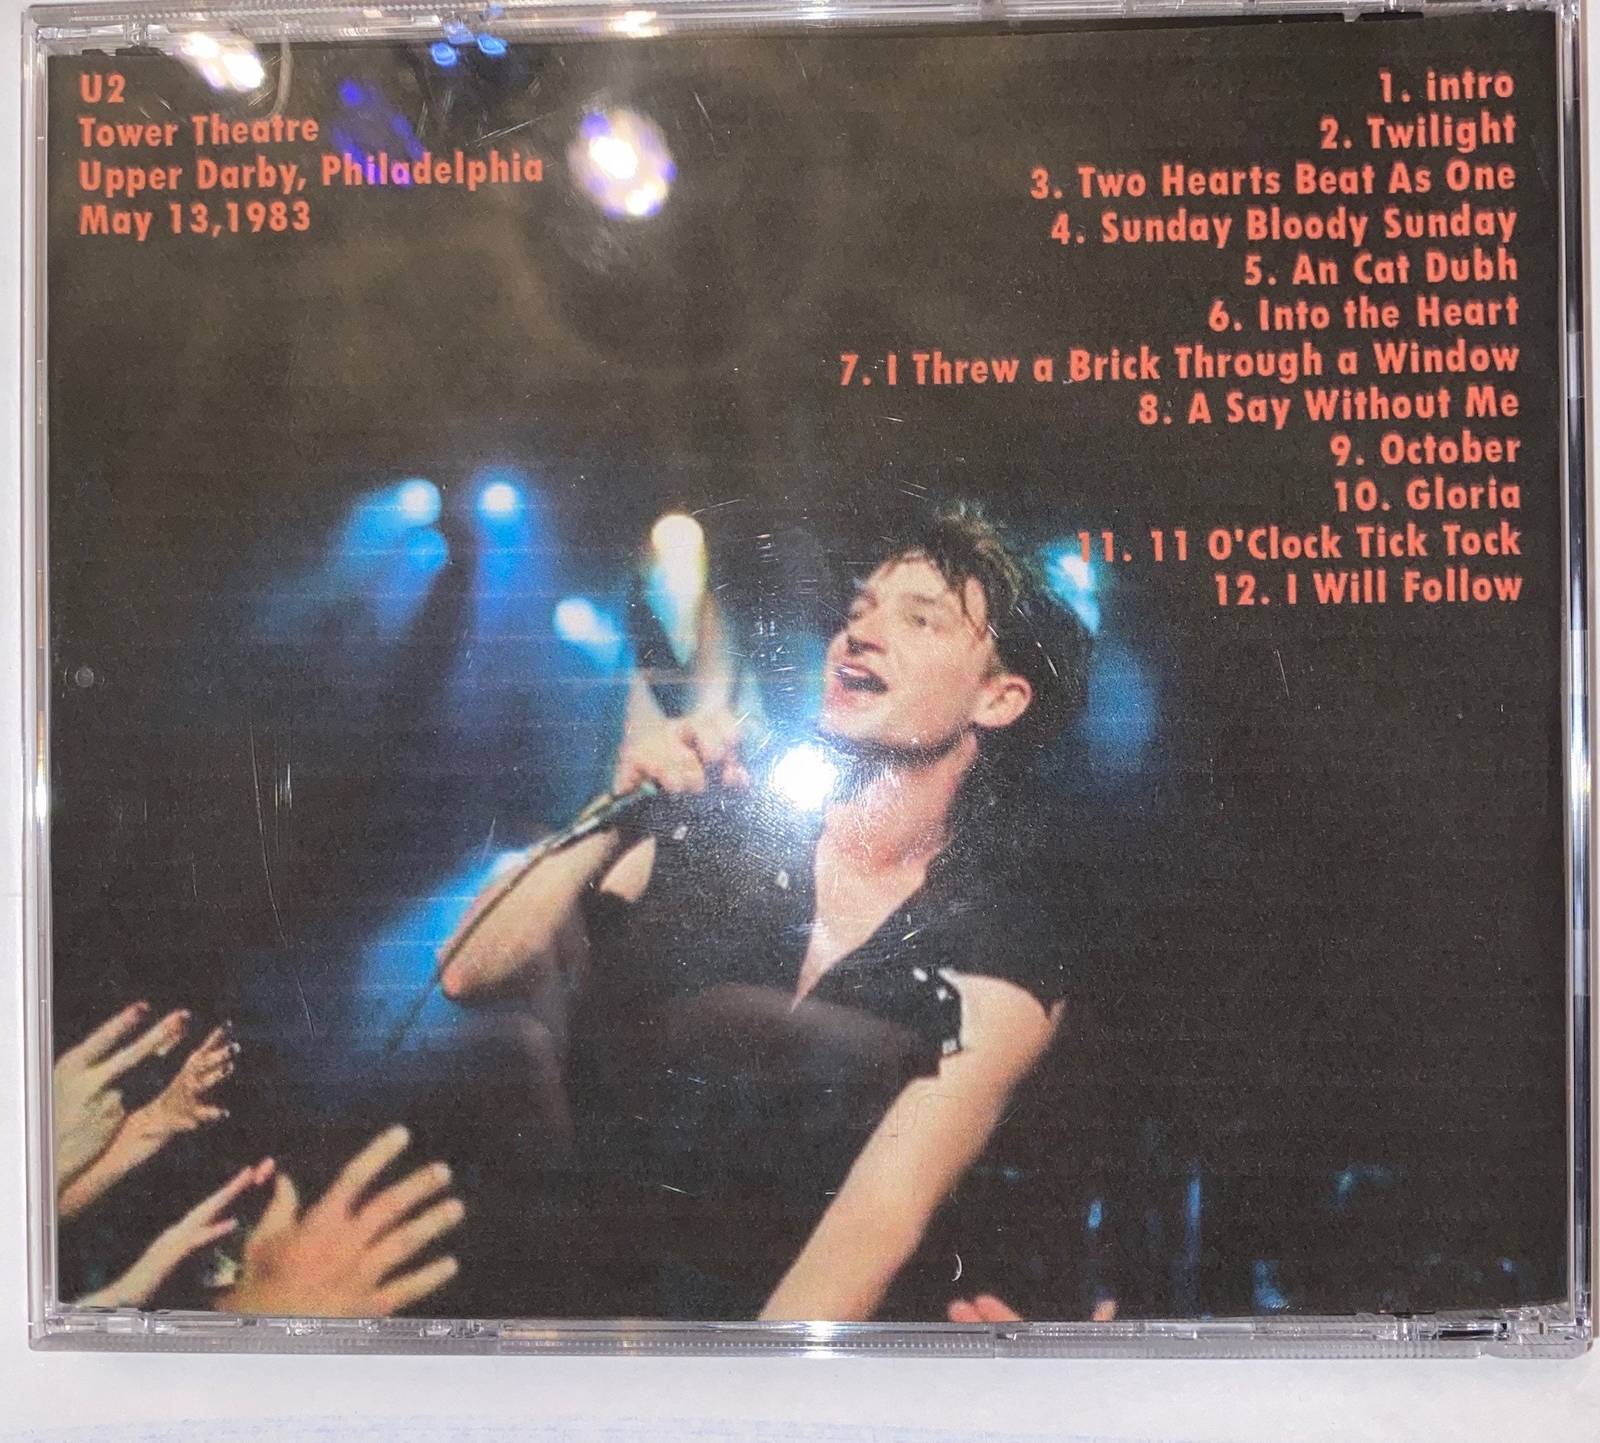 U2
Tower Theatre
Upper Darby, Philadelphia
May 13,1983
1. intro
2. Twilight
3. Two Hearts Beat As One
4. Sunday Bloody Sunday
5. An Cat Dubh
6. Into the Heart
7. I Threw a Brick Through a Window
8. A Say Without Me
9. October
10. Gloria
11. 11 O'Clock Tick Tock
12. I Will Follow